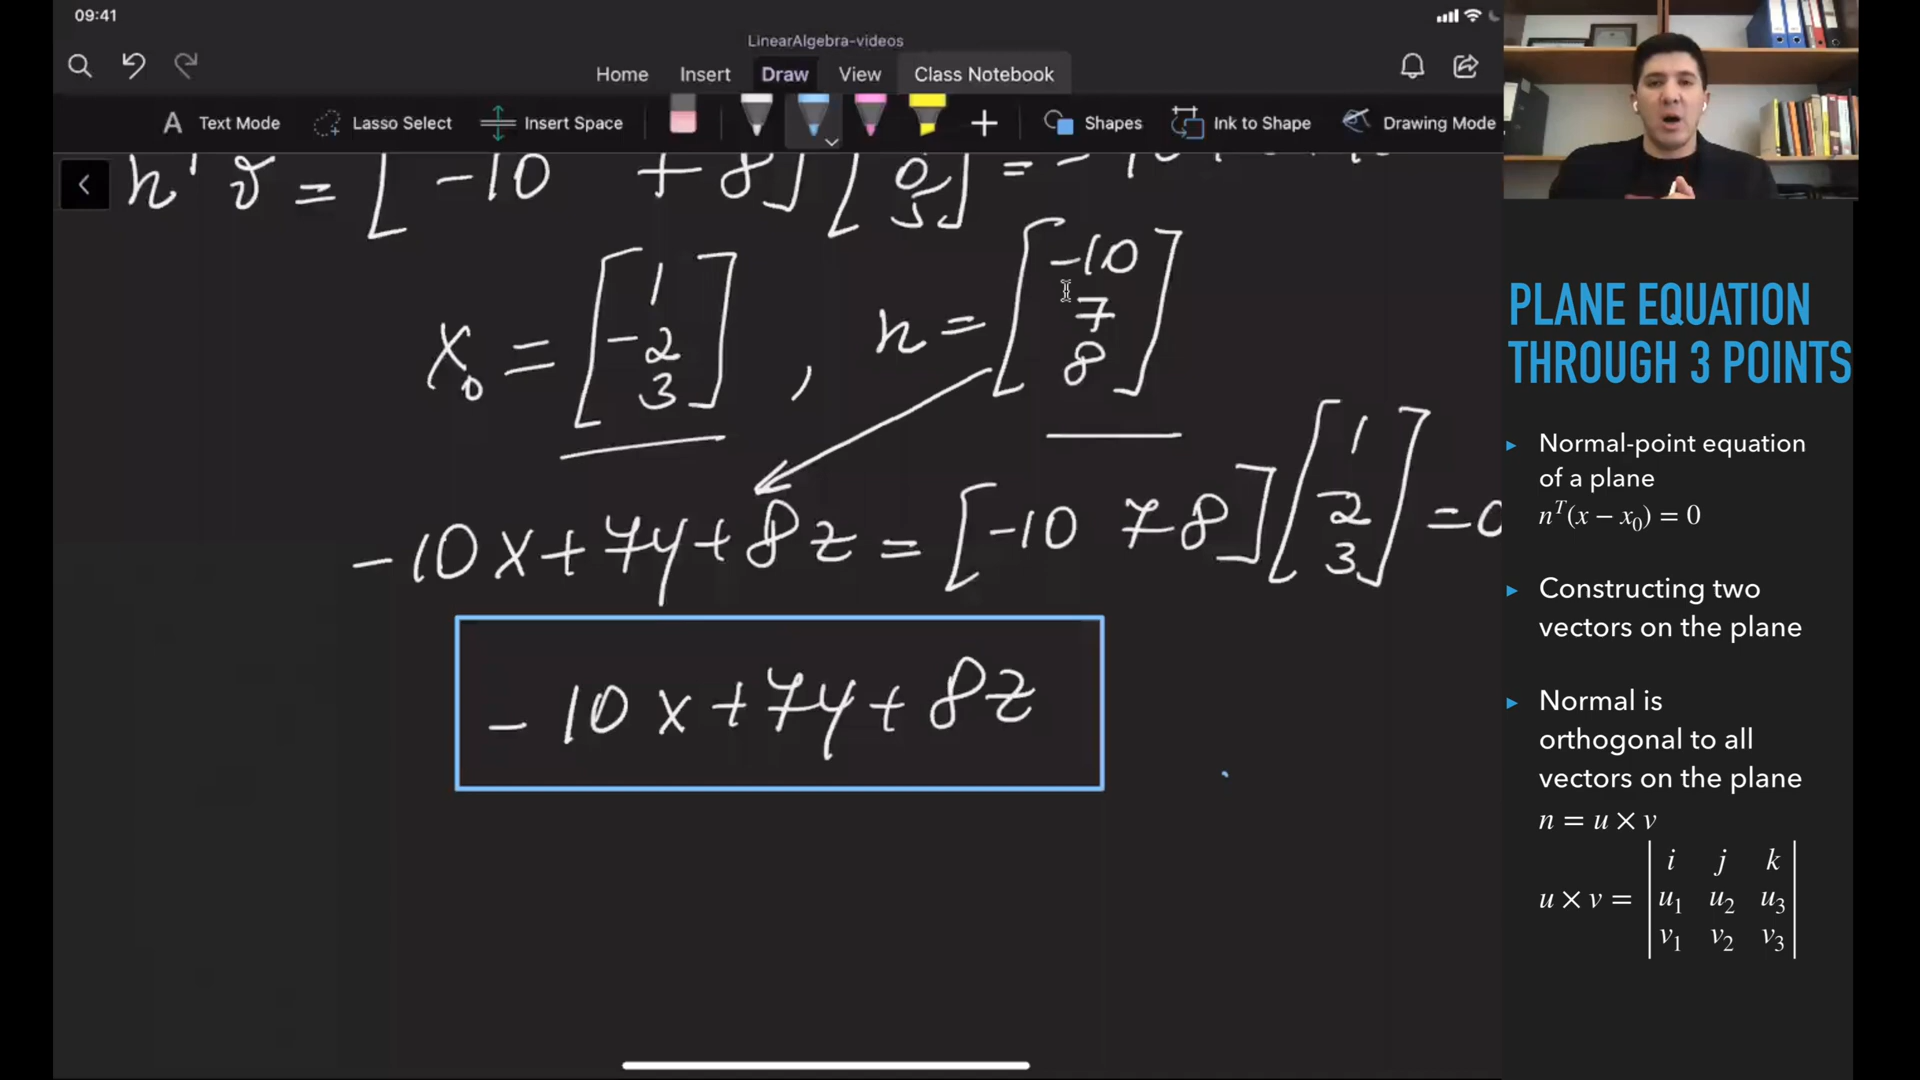 09:41
LinearAlgebra-videos
Home Insert Draw View Class Notebook
Text Mode Lasso Select Insert Space Shapes Ink to Shape Drawing Mode
x₀ = [1 -2 3], n = [-10 7 8]
-10x+7y+8z = [-10 7 8][1 -2 3] = 0
-10x+7y+8z
PLANE EQUATION
THROUGH 3 POINTS
Normal-point equation
of a plane
nᵀ(x − x₀) = 0
Constructing two
vectors on the plane
Normal is
orthogonal to all
vectors on the plane
n = u × v
i j k
u × v = u₁ u₂ u₃
v₁ v₂ v₃